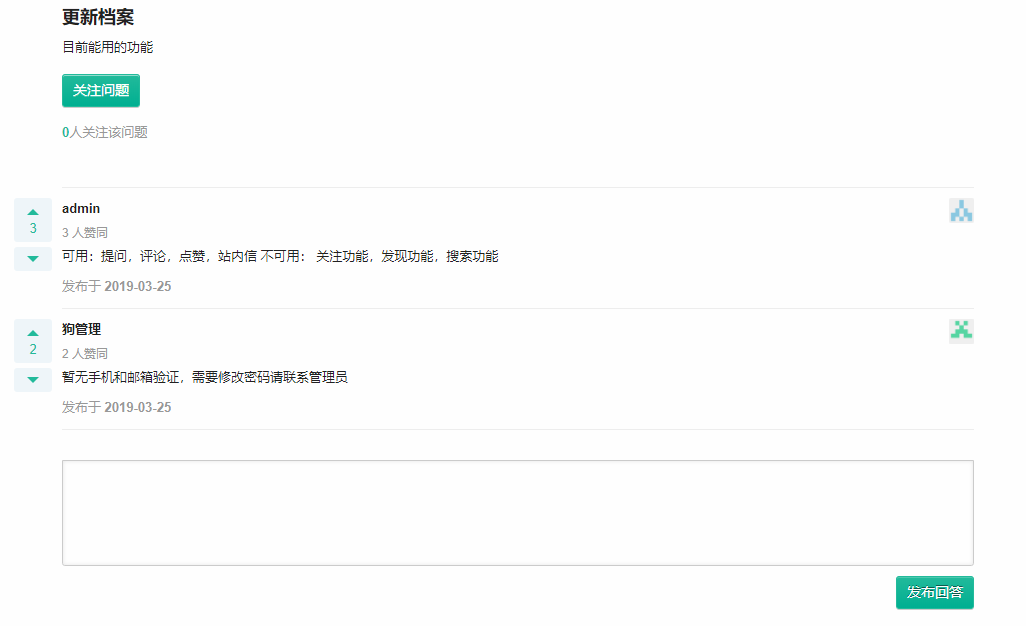 更新档案
目前能用的功能
关注问题
0人关注该问题
admin
3
3 人赞同
可用：提问，评论，点赞，站内信 不可用： 关注功能，发现功能，搜索功能
发布于 2019-03-25
狗管理
2
2 人赞同
暂无手机和邮箱验证，需要修改密码请联系管理员
发布于 2019-03-25
发布回答